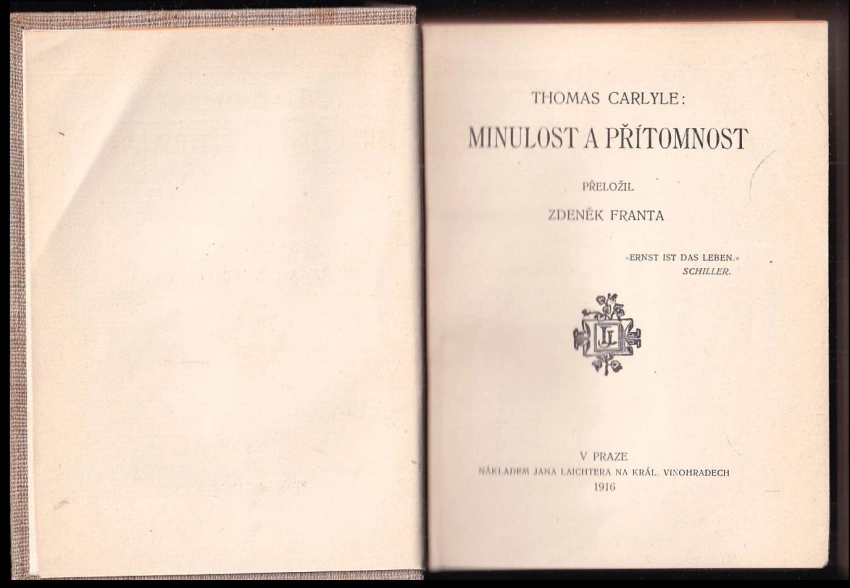 THOMAS CARLYLE:
MINULOST A PŘÍTOMNOST
PŘELOŽIL
ZDENĚK FRANTA
»ERNST IST DAS LEBEN.«
SCHILLER.
JL
V PRAZE
NÁKLADEM JANA LAICHTERA NA KRÁL. VINOHRADECH
1916